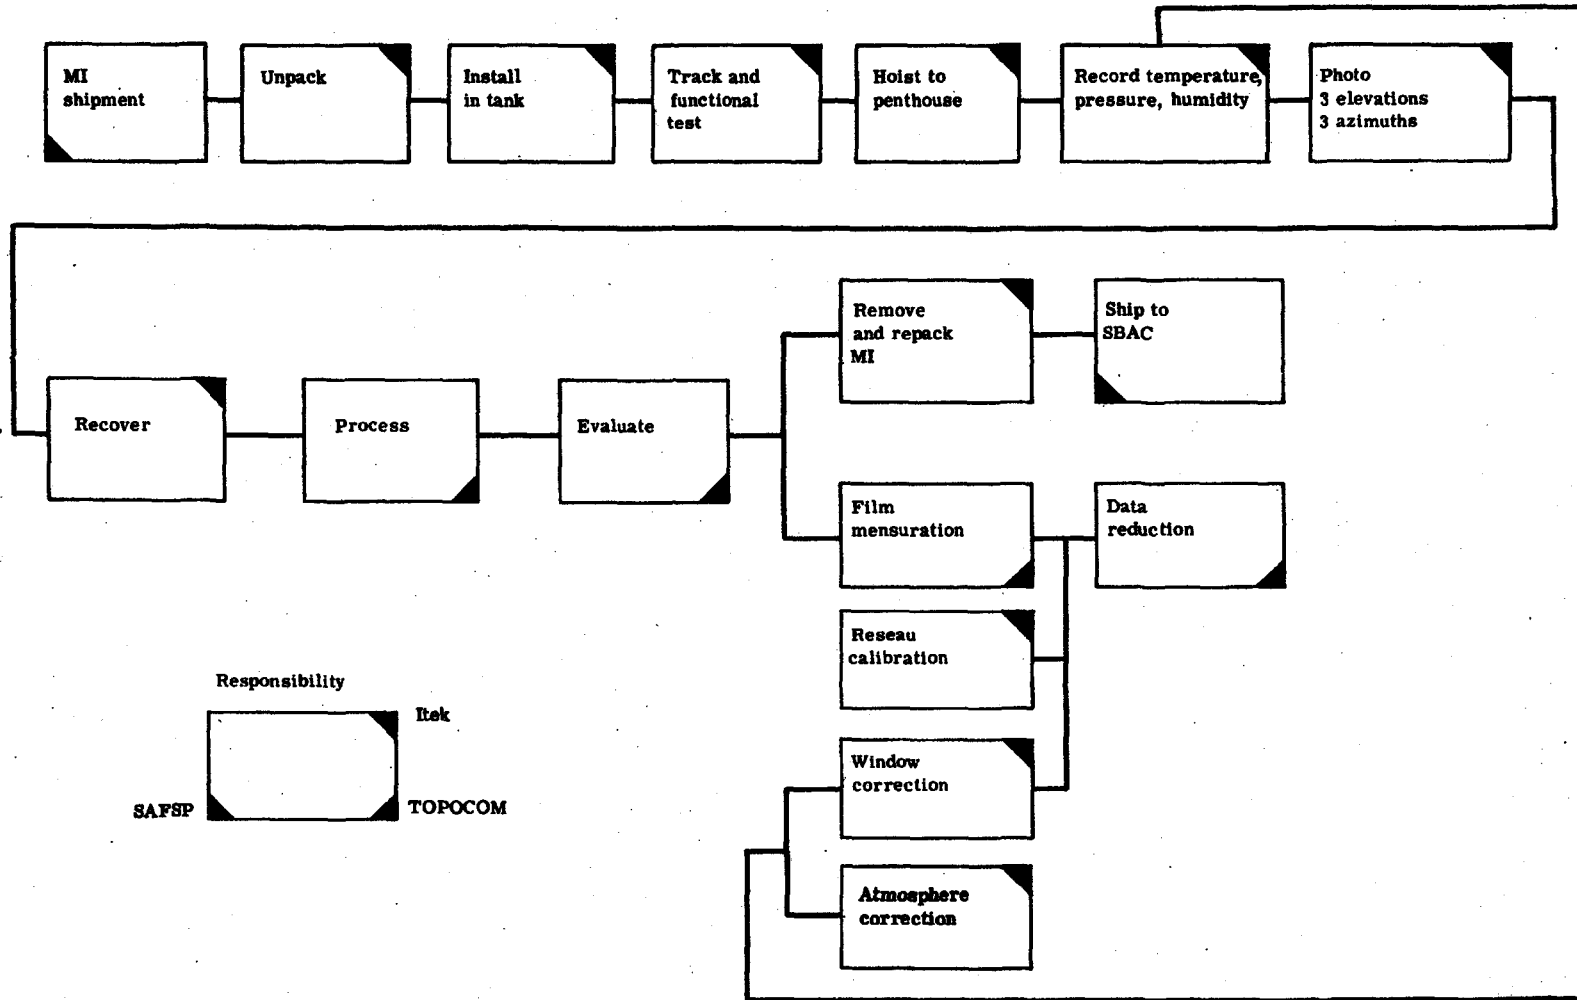 MI
shipment
Unpack
Install
in tank
Track and
functional
test
Hoist to
penthouse
Record temperature,
pressure, humidity
Photo
3 elevations
3 azimuths
Remove
and repack
MI
Ship to
SBAC
Recover
Process
Evaluate
Film
mensuration
Data
reduction
Reseau
calibration
Responsibility
Itek
SAFSP
TOPOCOM
Window
correction
Atmosphere
correction